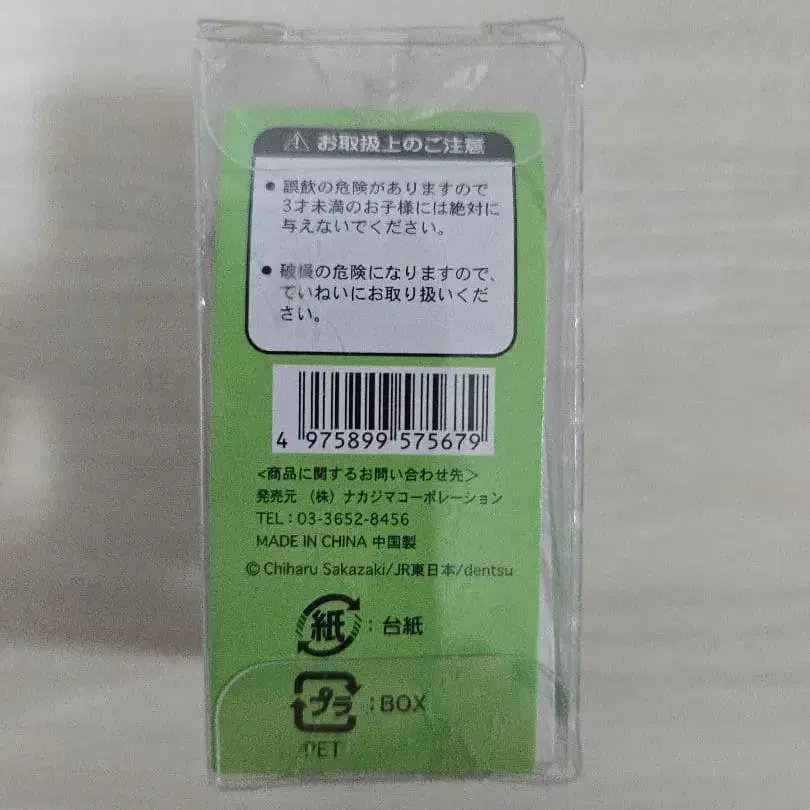 ⚠ お取扱上のご注意
● 誤飲の危険がありますので
3才未満のお子様には絶対に
与えないでください。
● 破損の危険になりますので、
ていねいにお取り扱いくだ
さい。
4 975899 575679
<商品に関するお問い合わせ先>
発売元 (株) ナカジマコーポレーション
TEL:03-3652-8456
MADE IN CHINA 中国製
© Chiharu Sakazaki/JR東日本/dentsu
紙:台紙
プラ:BOX
PET